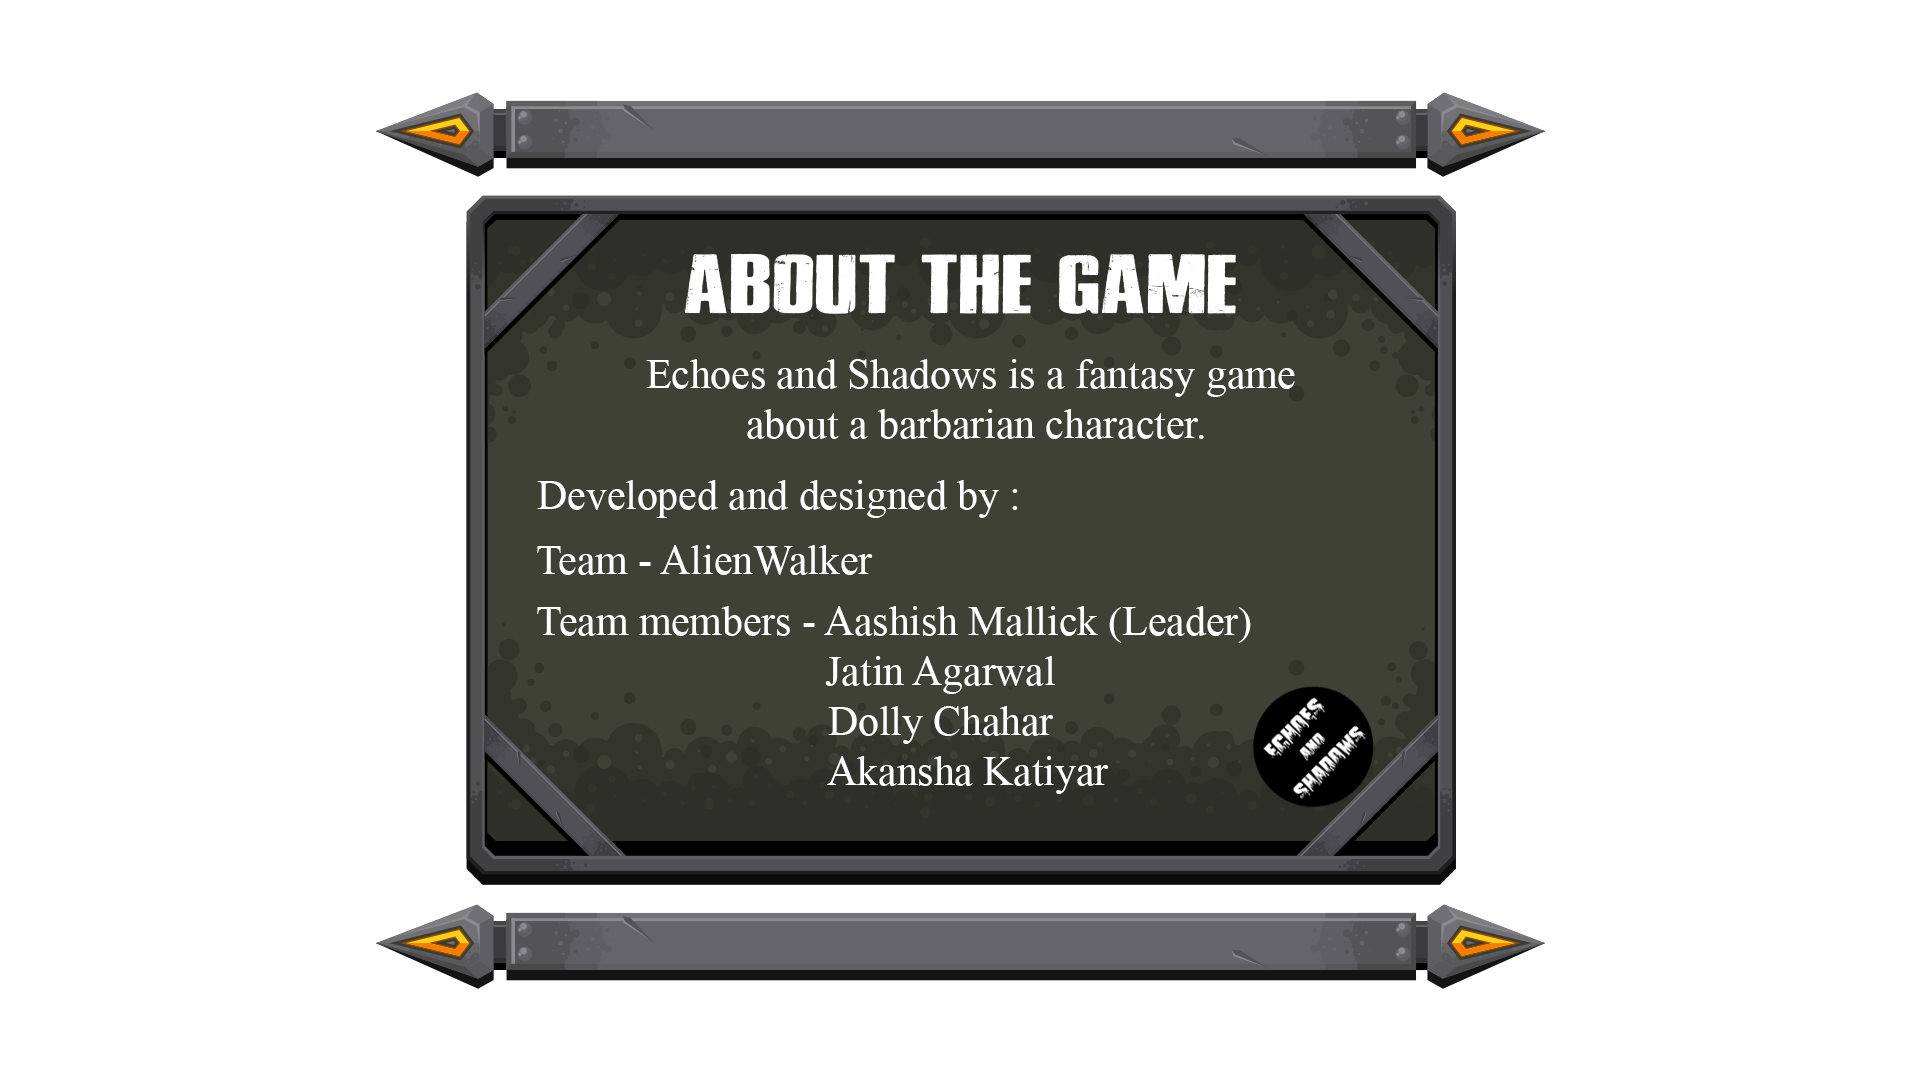 ABOUT THE GAME
Echoes and Shadows is a fantasy game
about a barbarian character.
Developed and designed by :
Team - AlienWalker
Team members - Aashish Mallick (Leader)
Jatin Agarwal
Dolly Chahar
Akansha Katiyar
ECHOES
AND
SHADOWS